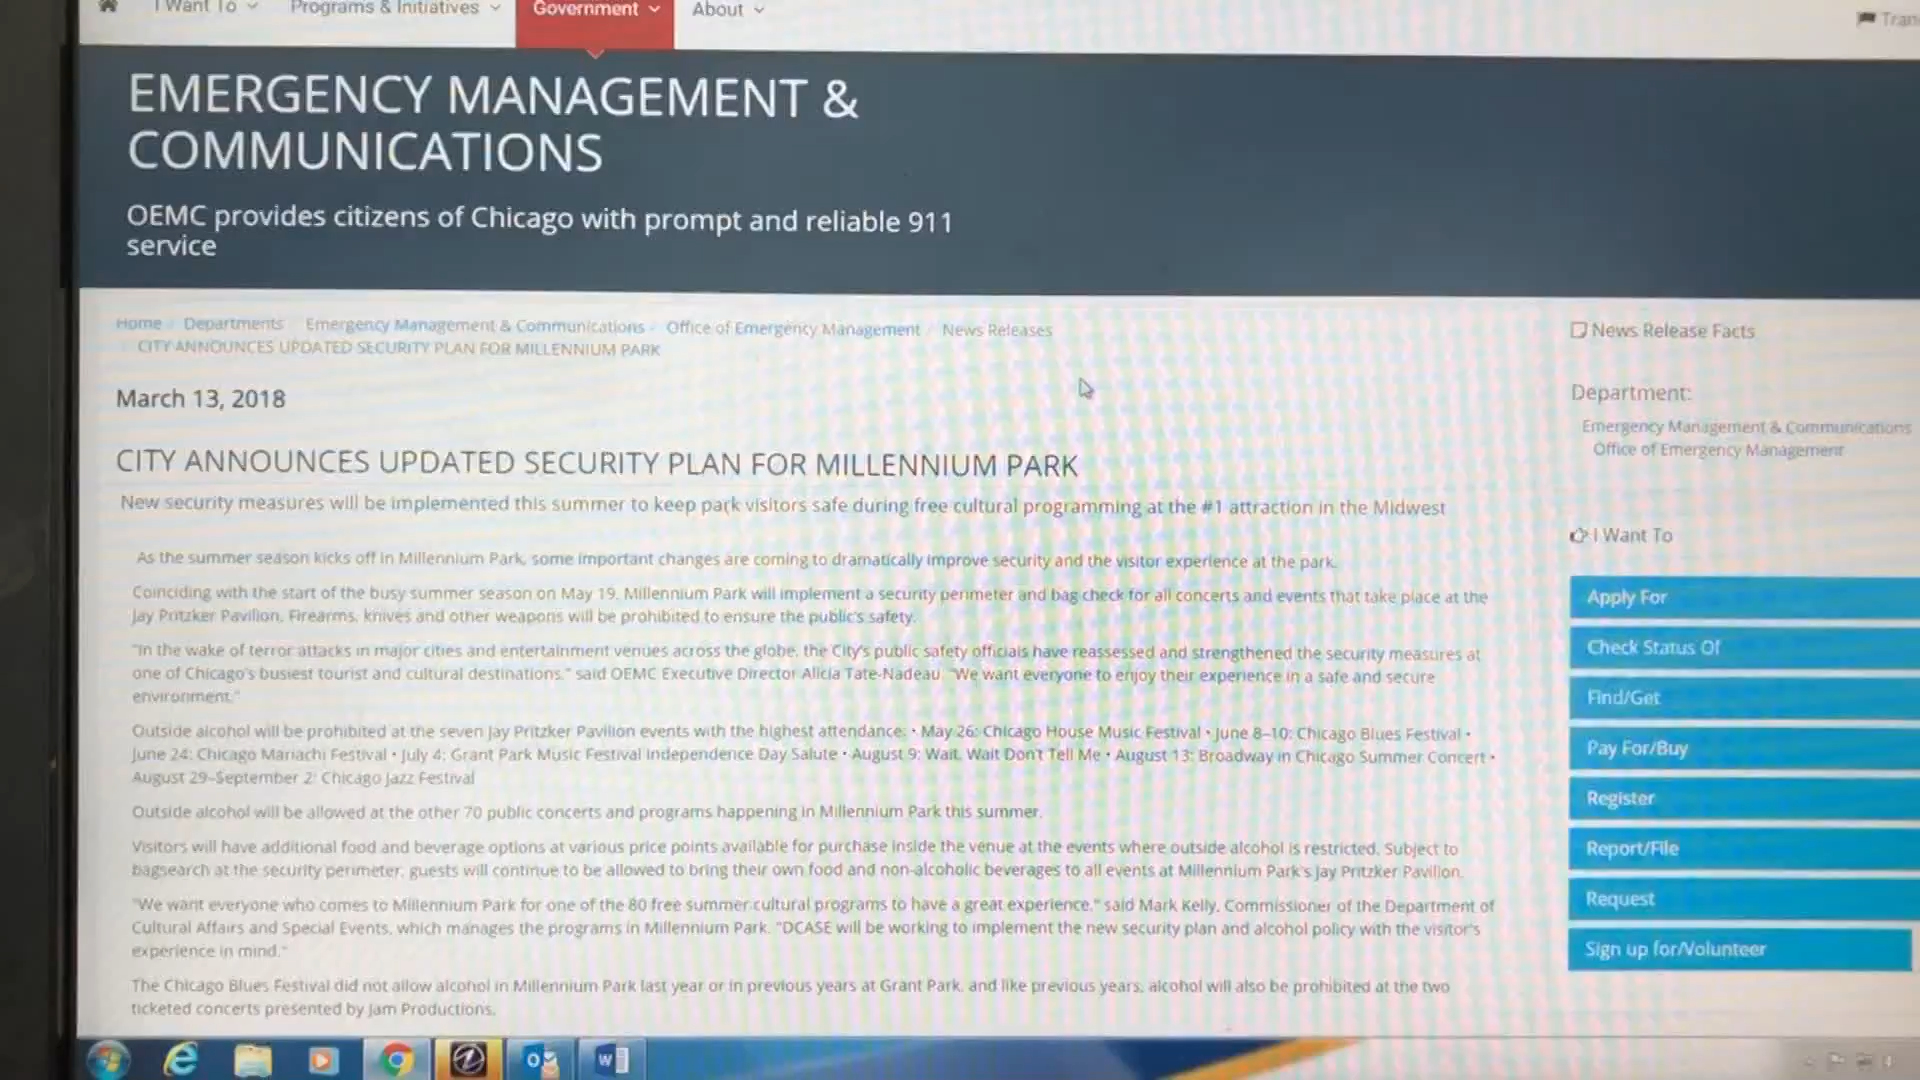 I Want To
Programs & Initiatives
Government
About
EMERGENCY MANAGEMENT &
COMMUNICATIONS
OEMC provides citizens of Chicago with prompt and reliable 911
service
Home / Departments / Emergency Management & Communications / Office of Emergency Management / News Releases
CITY ANNOUNCES UPDATED SECURITY PLAN FOR MILLENNIUM PARK
March 13, 2018
CITY ANNOUNCES UPDATED SECURITY PLAN FOR MILLENNIUM PARK
New security measures will be implemented this summer to keep park visitors safe during free cultural programming at the #1 attraction in the Midwest
As the summer season kicks off in Millennium Park, some important changes are coming to dramatically improve security and the visitor experience at the park.
Coinciding with the start of the busy summer season on May 19, Millennium Park will implement a security perimeter and bag check for all concerts and events that take place at the
Jay Pritzker Pavilion. Firearms, knives and other weapons will be prohibited to ensure the public's safety.
"In the wake of terror attacks in major cities and entertainment venues across the globe, the City's public safety officials have reassessed and strengthened the security measures at
one of Chicago's busiest tourist and cultural destinations," said OEMC Executive Director Alicia Tate-Nadeau. "We want everyone to enjoy their experience in a safe and secure
environment."
Outside alcohol will be prohibited at the seven Jay Pritzker Pavilion events with the highest attendance: • May 26: Chicago House Music Festival • June 8–10: Chicago Blues Festival •
June 24: Chicago Mariachi Festival • July 4: Grant Park Music Festival Independence Day Salute • August 9: Wait, Wait Don't Tell Me • August 13: Broadway in Chicago Summer Concert •
August 29–September 2: Chicago Jazz Festival
Outside alcohol will be allowed at the other 70 public concerts and programs happening in Millennium Park this summer.
Visitors will have additional food and beverage options at various price points available for purchase inside the venue at the events where outside alcohol is restricted. Subject to
bagsearch at the security perimeter, guests will continue to be allowed to bring their own food and non-alcoholic beverages to all events at Millennium Park's Jay Pritzker Pavilion.
"We want everyone who comes to Millennium Park for one of the 80 free summer cultural programs to have a great experience," said Mark Kelly, Commissioner of the Department of
Cultural Affairs and Special Events, which manages the programs in Millennium Park. "DCASE will be working to implement the new security plan and alcohol policy with the visitor's
experience in mind."
The Chicago Blues Festival did not allow alcohol in Millennium Park last year or in previous years at Grant Park, and like previous years, alcohol will also be prohibited at the two
ticketed concerts presented by Jam Productions.
News Release Facts
Department:
Emergency Management & Communications
Office of Emergency Management
I Want To
Apply For
Check Status Of
Find/Get
Pay For/Buy
Register
Report/File
Request
Sign up for/Volunteer